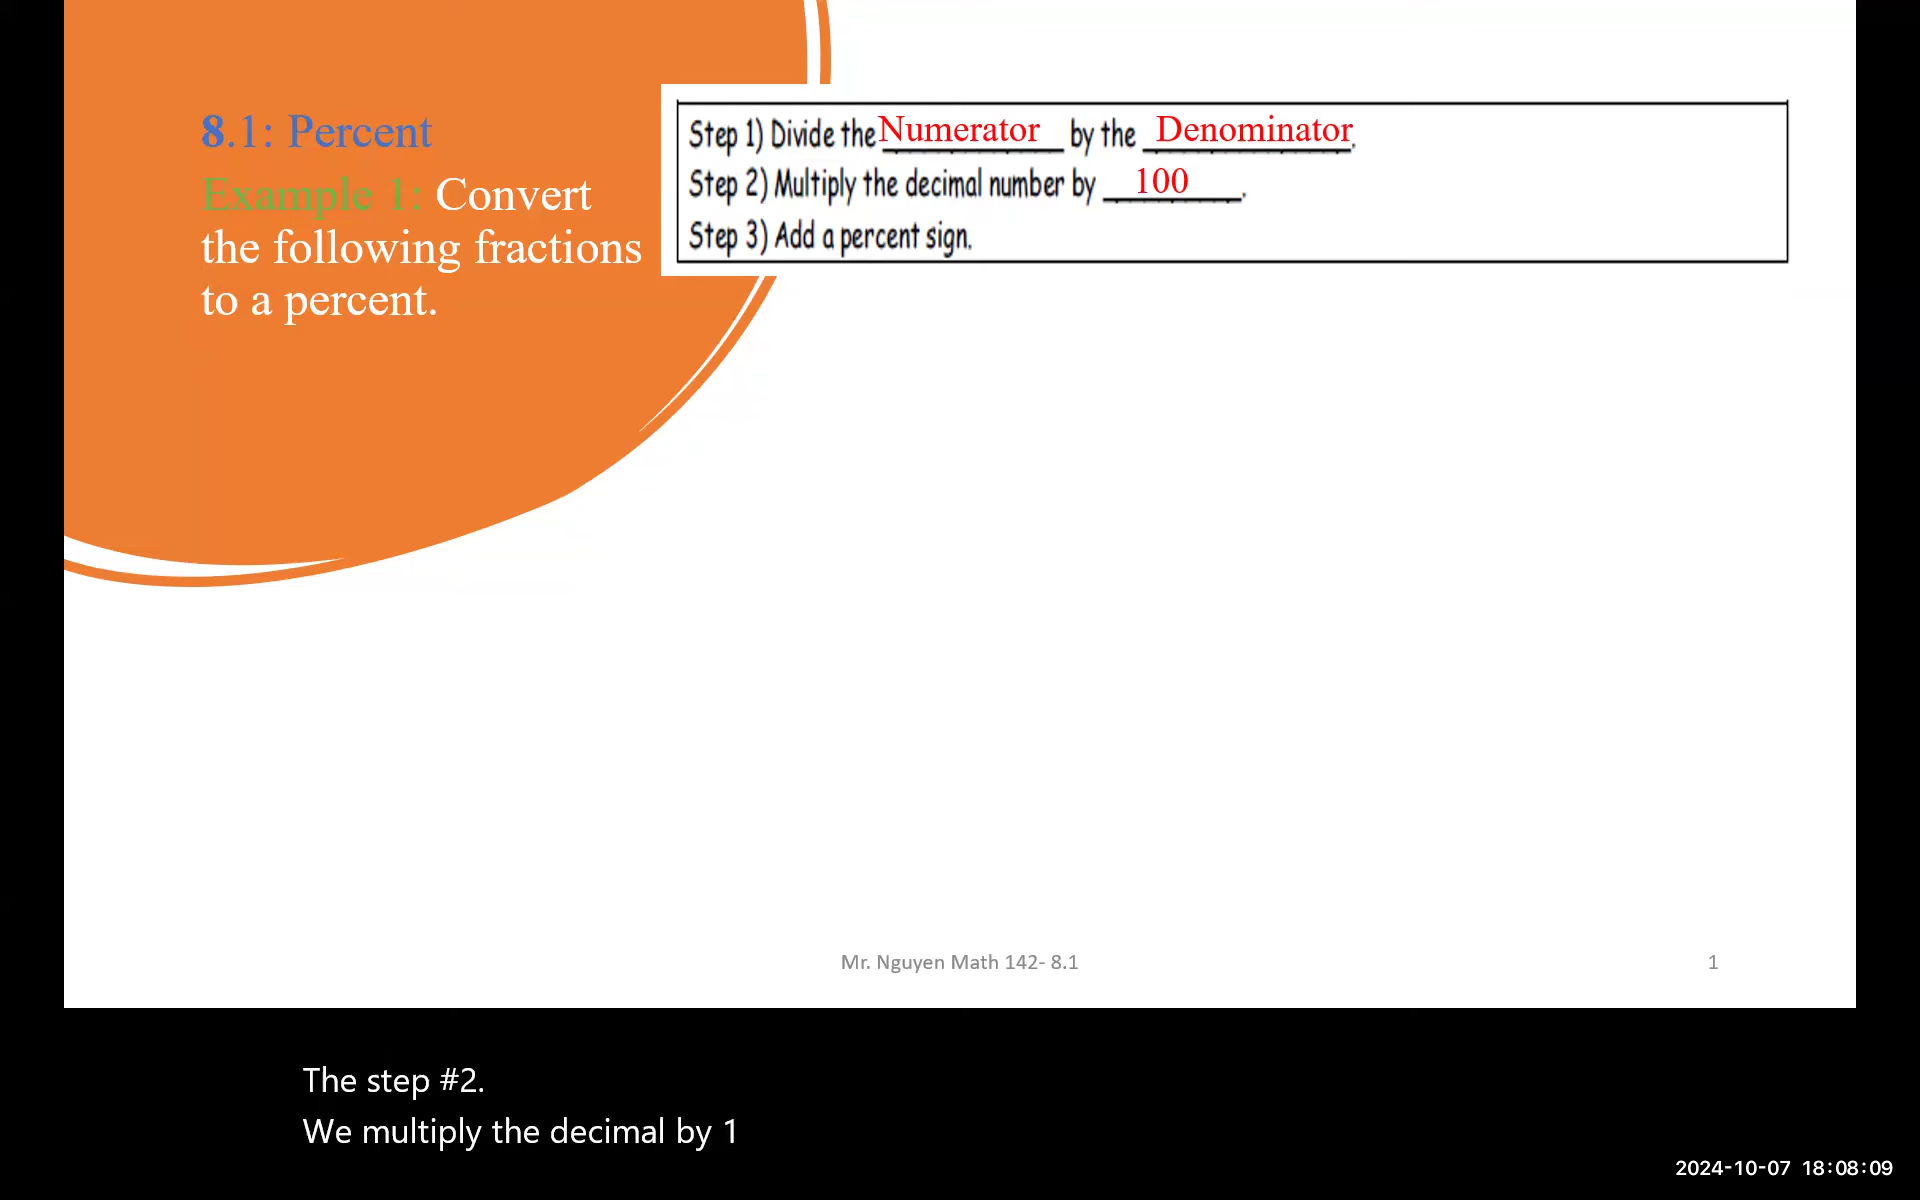 8.1: Percent
Example 1: Convert
the following fractions
to a percent.
Step 1) Divide the Numerator by the Denominator.
Step 2) Multiply the decimal number by 100.
Step 3) Add a percent sign.
Mr. Nguyen Math 142- 8.1
1
The step #2.
We multiply the decimal by 1
2024-10-07 18:08:09